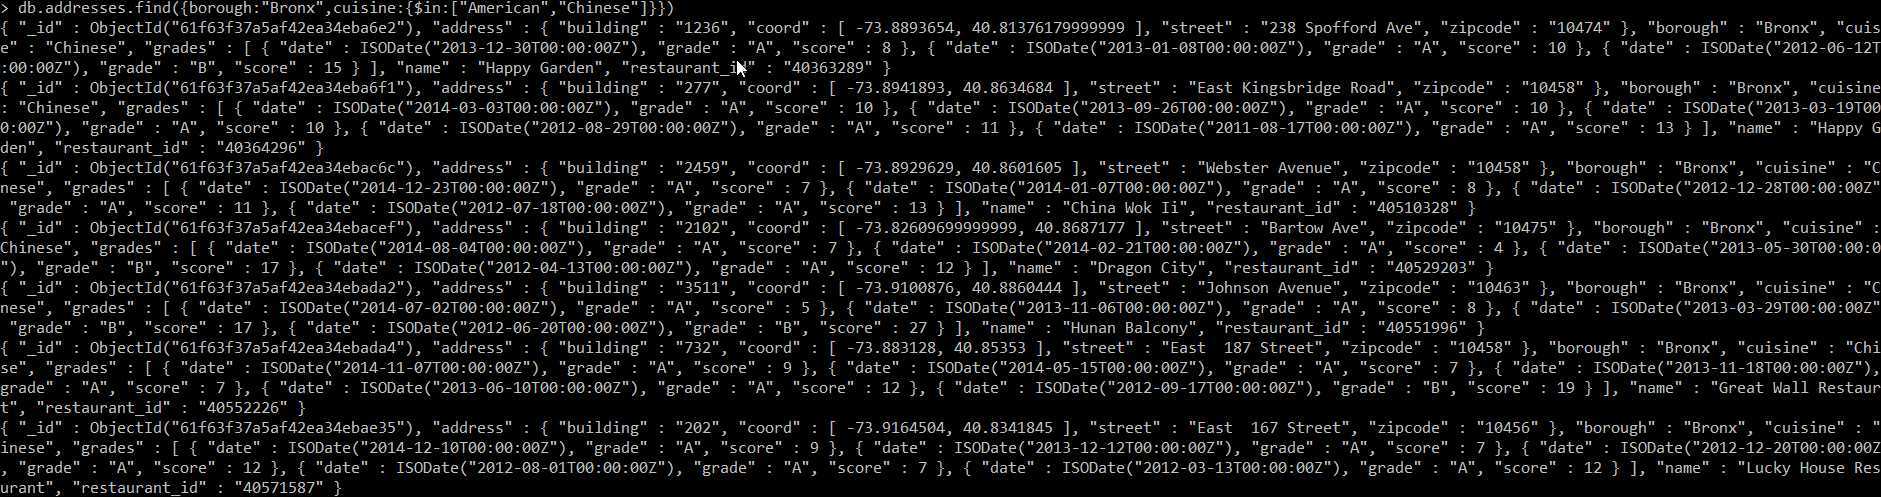 > db.addresses.find({borough:"Bronx",cuisine:{$in:["American","Chinese"]}})
{ "_id" : ObjectId("61f63f37a5af42ea34eba6e2"), "address" : { "building" : "1236", "coord" : [ -73.8893654, 40.81376179999999 ], "street" : "238 Spofford Ave", "zipcode" : "10474" }, "borough" : "Bronx", "cuis
e" : "Chinese", "grades" : [ { "date" : ISODate("2013-12-30T00:00:00Z"), "grade" : "A", "score" : 8 }, { "date" : ISODate("2013-01-08T00:00:00Z"), "grade" : "A", "score" : 10 }, { "date" : ISODate("2012-06-12T
:00:00Z"), "grade" : "B", "score" : 15 } ], "name" : "Happy Garden", "restaurant_id" : "40363289" }
{ "_id" : ObjectId("61f63f37a5af42ea34eba6f1"), "address" : { "building" : "277", "coord" : [ -73.8941893, 40.8634684 ], "street" : "East Kingsbridge Road", "zipcode" : "10458" }, "borough" : "Bronx", "cuisine
: "Chinese", "grades" : [ { "date" : ISODate("2014-03-03T00:00:00Z"), "grade" : "A", "score" : 10 }, { "date" : ISODate("2013-09-26T00:00:00Z"), "grade" : "A", "score" : 10 }, { "date" : ISODate("2013-03-19T00
0:00Z"), "grade" : "A", "score" : 10 }, { "date" : ISODate("2012-08-29T00:00:00Z"), "grade" : "A", "score" : 11 }, { "date" : ISODate("2011-08-17T00:00:00Z"), "grade" : "A", "score" : 13 } ], "name" : "Happy G
den", "restaurant_id" : "40364296" }
{ "_id" : ObjectId("61f63f37a5af42ea34ebac6c"), "address" : { "building" : "2459", "coord" : [ -73.8929629, 40.8601605 ], "street" : "Webster Avenue", "zipcode" : "10458" }, "borough" : "Bronx", "cuisine" : "C
nese", "grades" : [ { "date" : ISODate("2014-12-23T00:00:00Z"), "grade" : "A", "score" : 7 }, { "date" : ISODate("2014-01-07T00:00:00Z"), "grade" : "A", "score" : 8 }, { "date" : ISODate("2012-12-28T00:00:00Z"
"grade" : "A", "score" : 11 }, { "date" : ISODate("2012-07-18T00:00:00Z"), "grade" : "A", "score" : 13 } ], "name" : "China Wok Ii", "restaurant_id" : "40510328" }
{ "_id" : ObjectId("61f63f37a5af42ea34ebacef"), "address" : { "building" : "2102", "coord" : [ -73.82609699999999, 40.8687177 ], "street" : "Bartow Ave", "zipcode" : "10475" }, "borough" : "Bronx", "cuisine" :
Chinese", "grades" : [ { "date" : ISODate("2014-08-04T00:00:00Z"), "grade" : "A", "score" : 7 }, { "date" : ISODate("2014-02-21T00:00:00Z"), "grade" : "A", "score" : 4 }, { "date" : ISODate("2013-05-30T00:00:0
"), "grade" : "B", "score" : 17 }, { "date" : ISODate("2012-04-13T00:00:00Z"), "grade" : "A", "score" : 12 } ], "name" : "Dragon City", "restaurant_id" : "40529203" }
{ "_id" : ObjectId("61f63f37a5af42ea34ebada2"), "address" : { "building" : "3511", "coord" : [ -73.9100876, 40.8860444 ], "street" : "Johnson Avenue", "zipcode" : "10463" }, "borough" : "Bronx", "cuisine" : "C
nese", "grades" : [ { "date" : ISODate("2014-07-02T00:00:00Z"), "grade" : "A", "score" : 5 }, { "date" : ISODate("2013-11-06T00:00:00Z"), "grade" : "A", "score" : 8 }, { "date" : ISODate("2013-03-29T00:00:00Z"
"grade" : "B", "score" : 17 }, { "date" : ISODate("2012-06-20T00:00:00Z"), "grade" : "B", "score" : 27 } ], "name" : "Hunan Balcony", "restaurant_id" : "40551996" }
{ "_id" : ObjectId("61f63f37a5af42ea34ebada4"), "address" : { "building" : "732", "coord" : [ -73.883128, 40.85353 ], "street" : "East  187 Street", "zipcode" : "10458" }, "borough" : "Bronx", "cuisine" : "Chi
se", "grades" : [ { "date" : ISODate("2014-11-07T00:00:00Z"), "grade" : "A", "score" : 9 }, { "date" : ISODate("2014-05-15T00:00:00Z"), "grade" : "A", "score" : 7 }, { "date" : ISODate("2013-11-18T00:00:00Z"),
grade" : "A", "score" : 7 }, { "date" : ISODate("2013-06-10T00:00:00Z"), "grade" : "A", "score" : 12 }, { "date" : ISODate("2012-09-17T00:00:00Z"), "grade" : "B", "score" : 19 } ], "name" : "Great Wall Restaur
t", "restaurant_id" : "40552226" }
{ "_id" : ObjectId("61f63f37a5af42ea34ebae35"), "address" : { "building" : "202", "coord" : [ -73.9164504, 40.8341845 ], "street" : "East  167 Street", "zipcode" : "10456" }, "borough" : "Bronx", "cuisine" : "
inese", "grades" : [ { "date" : ISODate("2014-12-10T00:00:00Z"), "grade" : "A", "score" : 9 }, { "date" : ISODate("2013-12-12T00:00:00Z"), "grade" : "A", "score" : 7 }, { "date" : ISODate("2012-12-20T00:00:00Z
, "grade" : "A", "score" : 12 }, { "date" : ISODate("2012-08-01T00:00:00Z"), "grade" : "A", "score" : 7 }, { "date" : ISODate("2012-03-13T00:00:00Z"), "grade" : "A", "score" : 12 } ], "name" : "Lucky House Res
urant", "restaurant_id" : "40571587" }